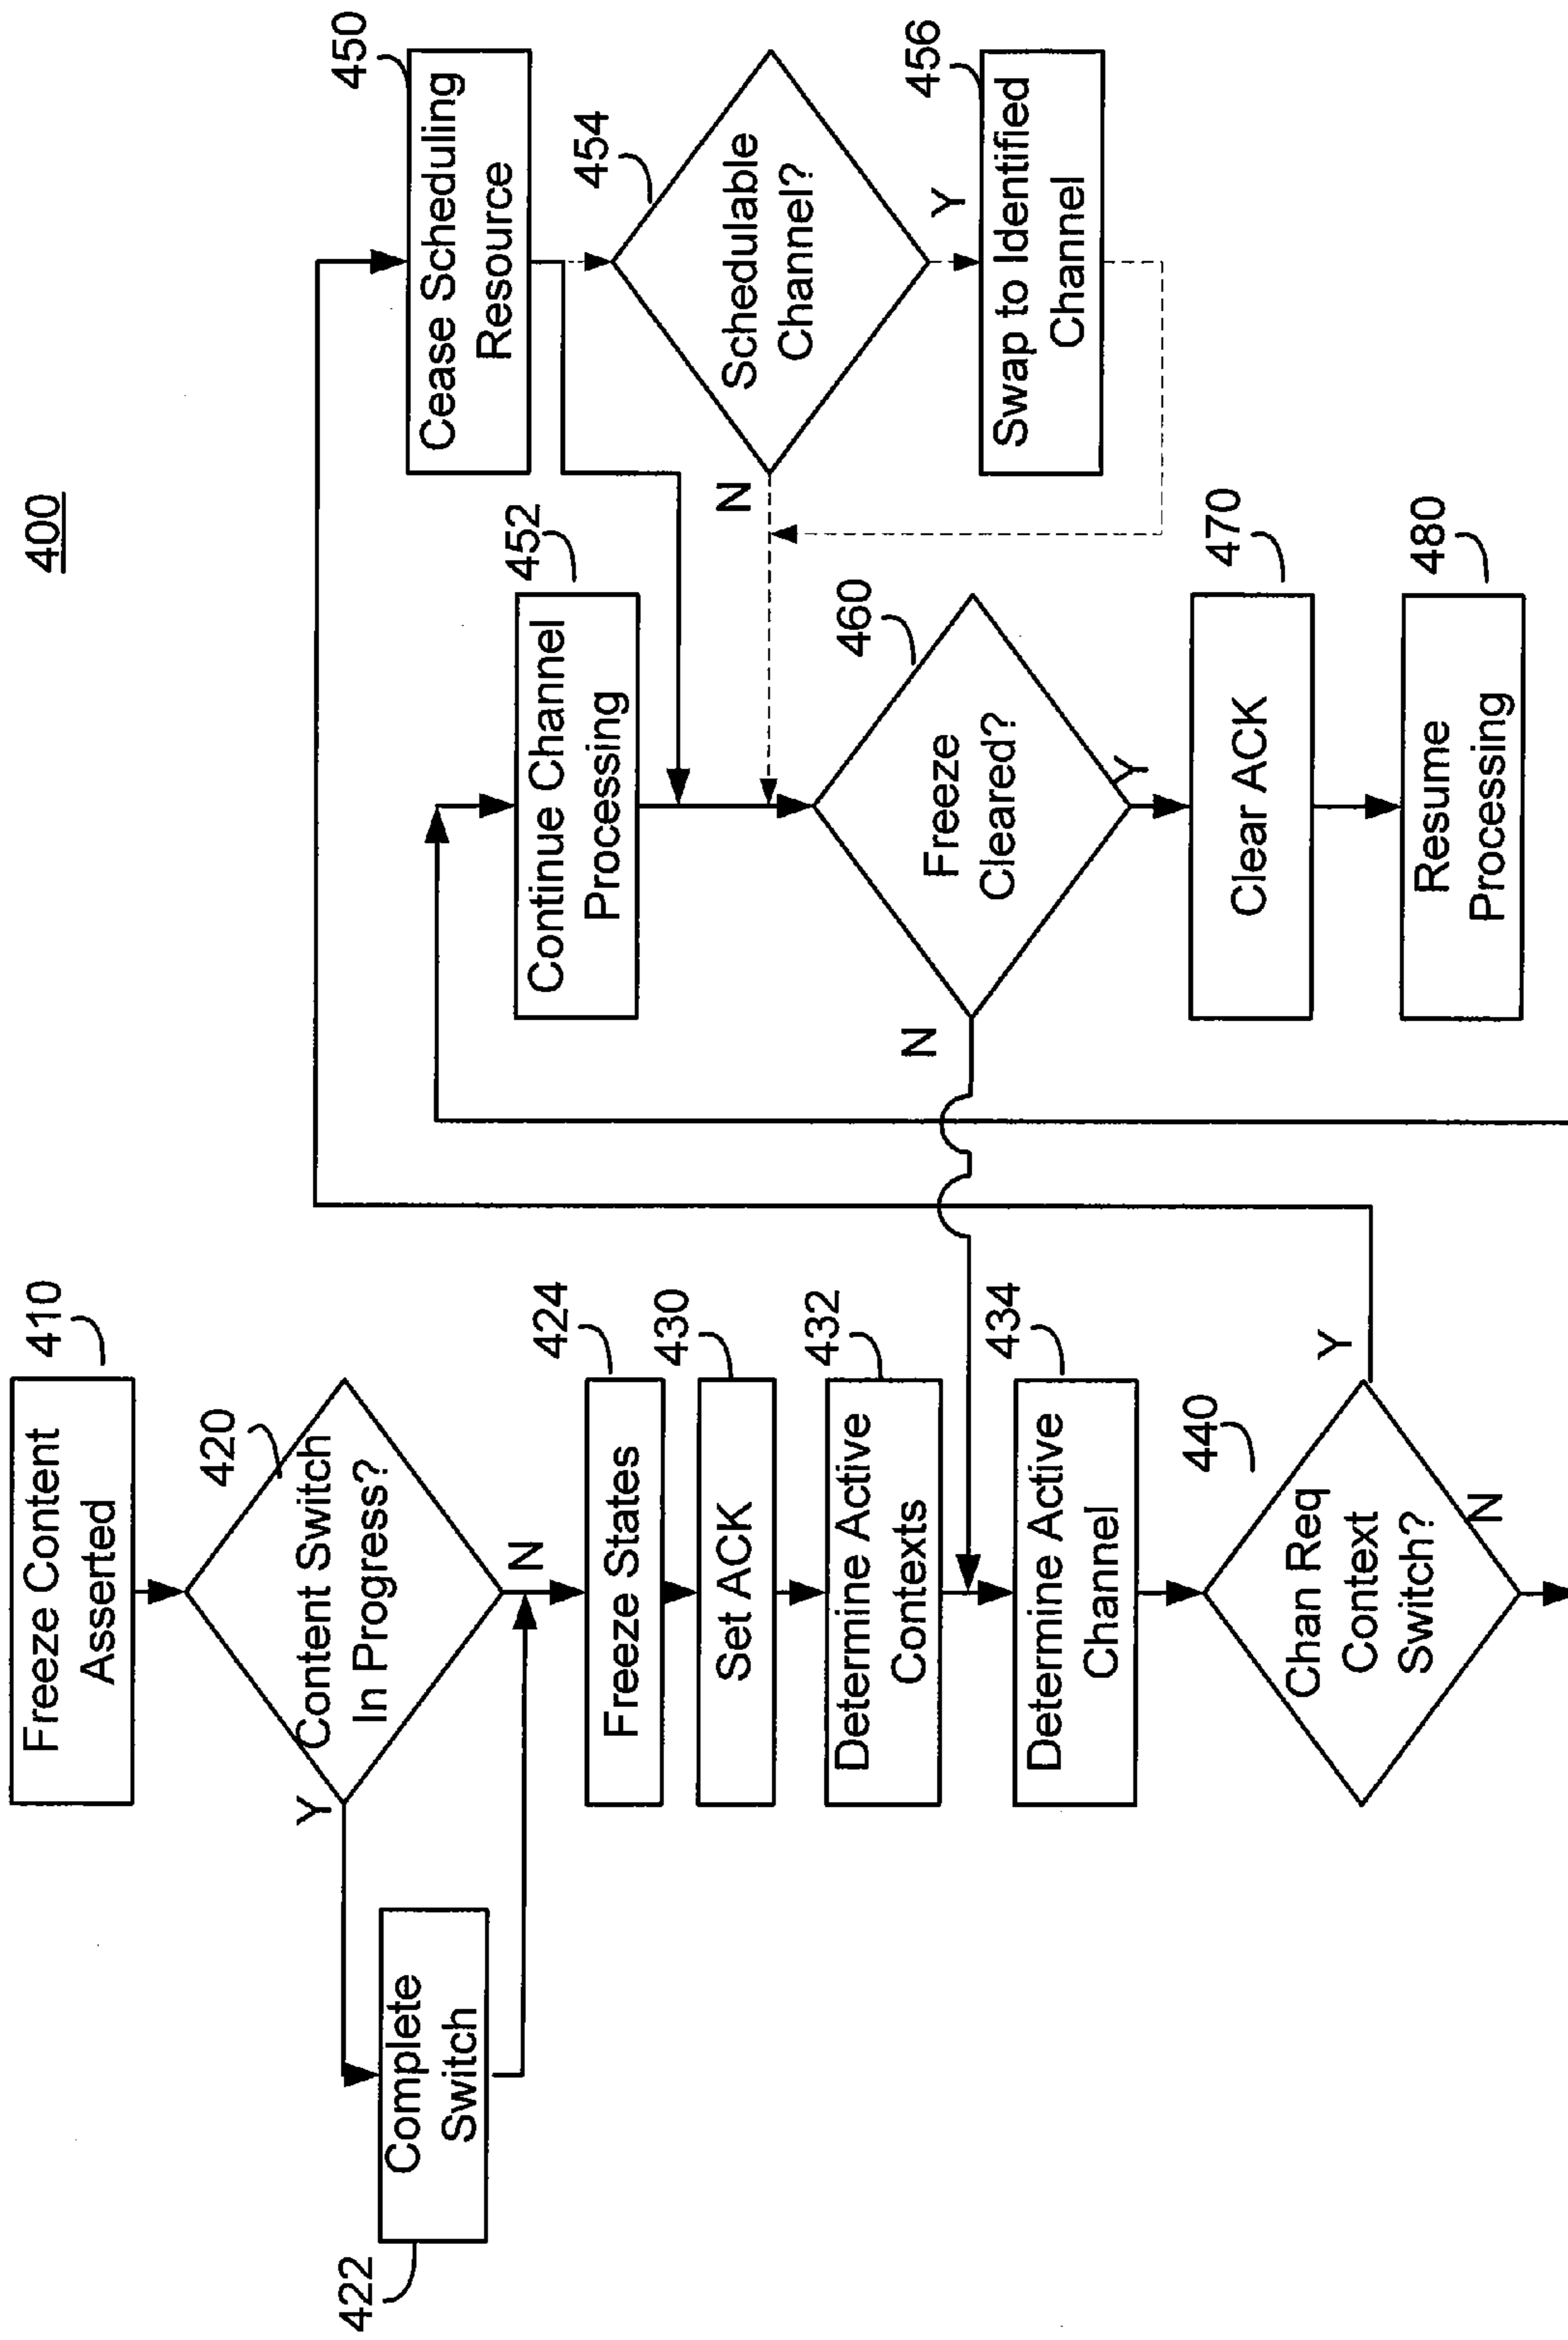 400
Freeze Content
Asserted
410
Content Switch
In Progress?
420
Y
N
Complete
Switch
422
Freeze States
424
Set ACK
430
Determine Active
Contexts
432
Determine Active
Channel
434
Chan Req
Context
Switch?
440
Y
N
Cease Scheduling
Resource
450
Continue Channel
Processing
452
Schedulable
Channel?
454
N
Y
Swap to Identified
Channel
456
Freeze
Cleared?
460
N
Y
Clear ACK
470
Resume
Processing
480